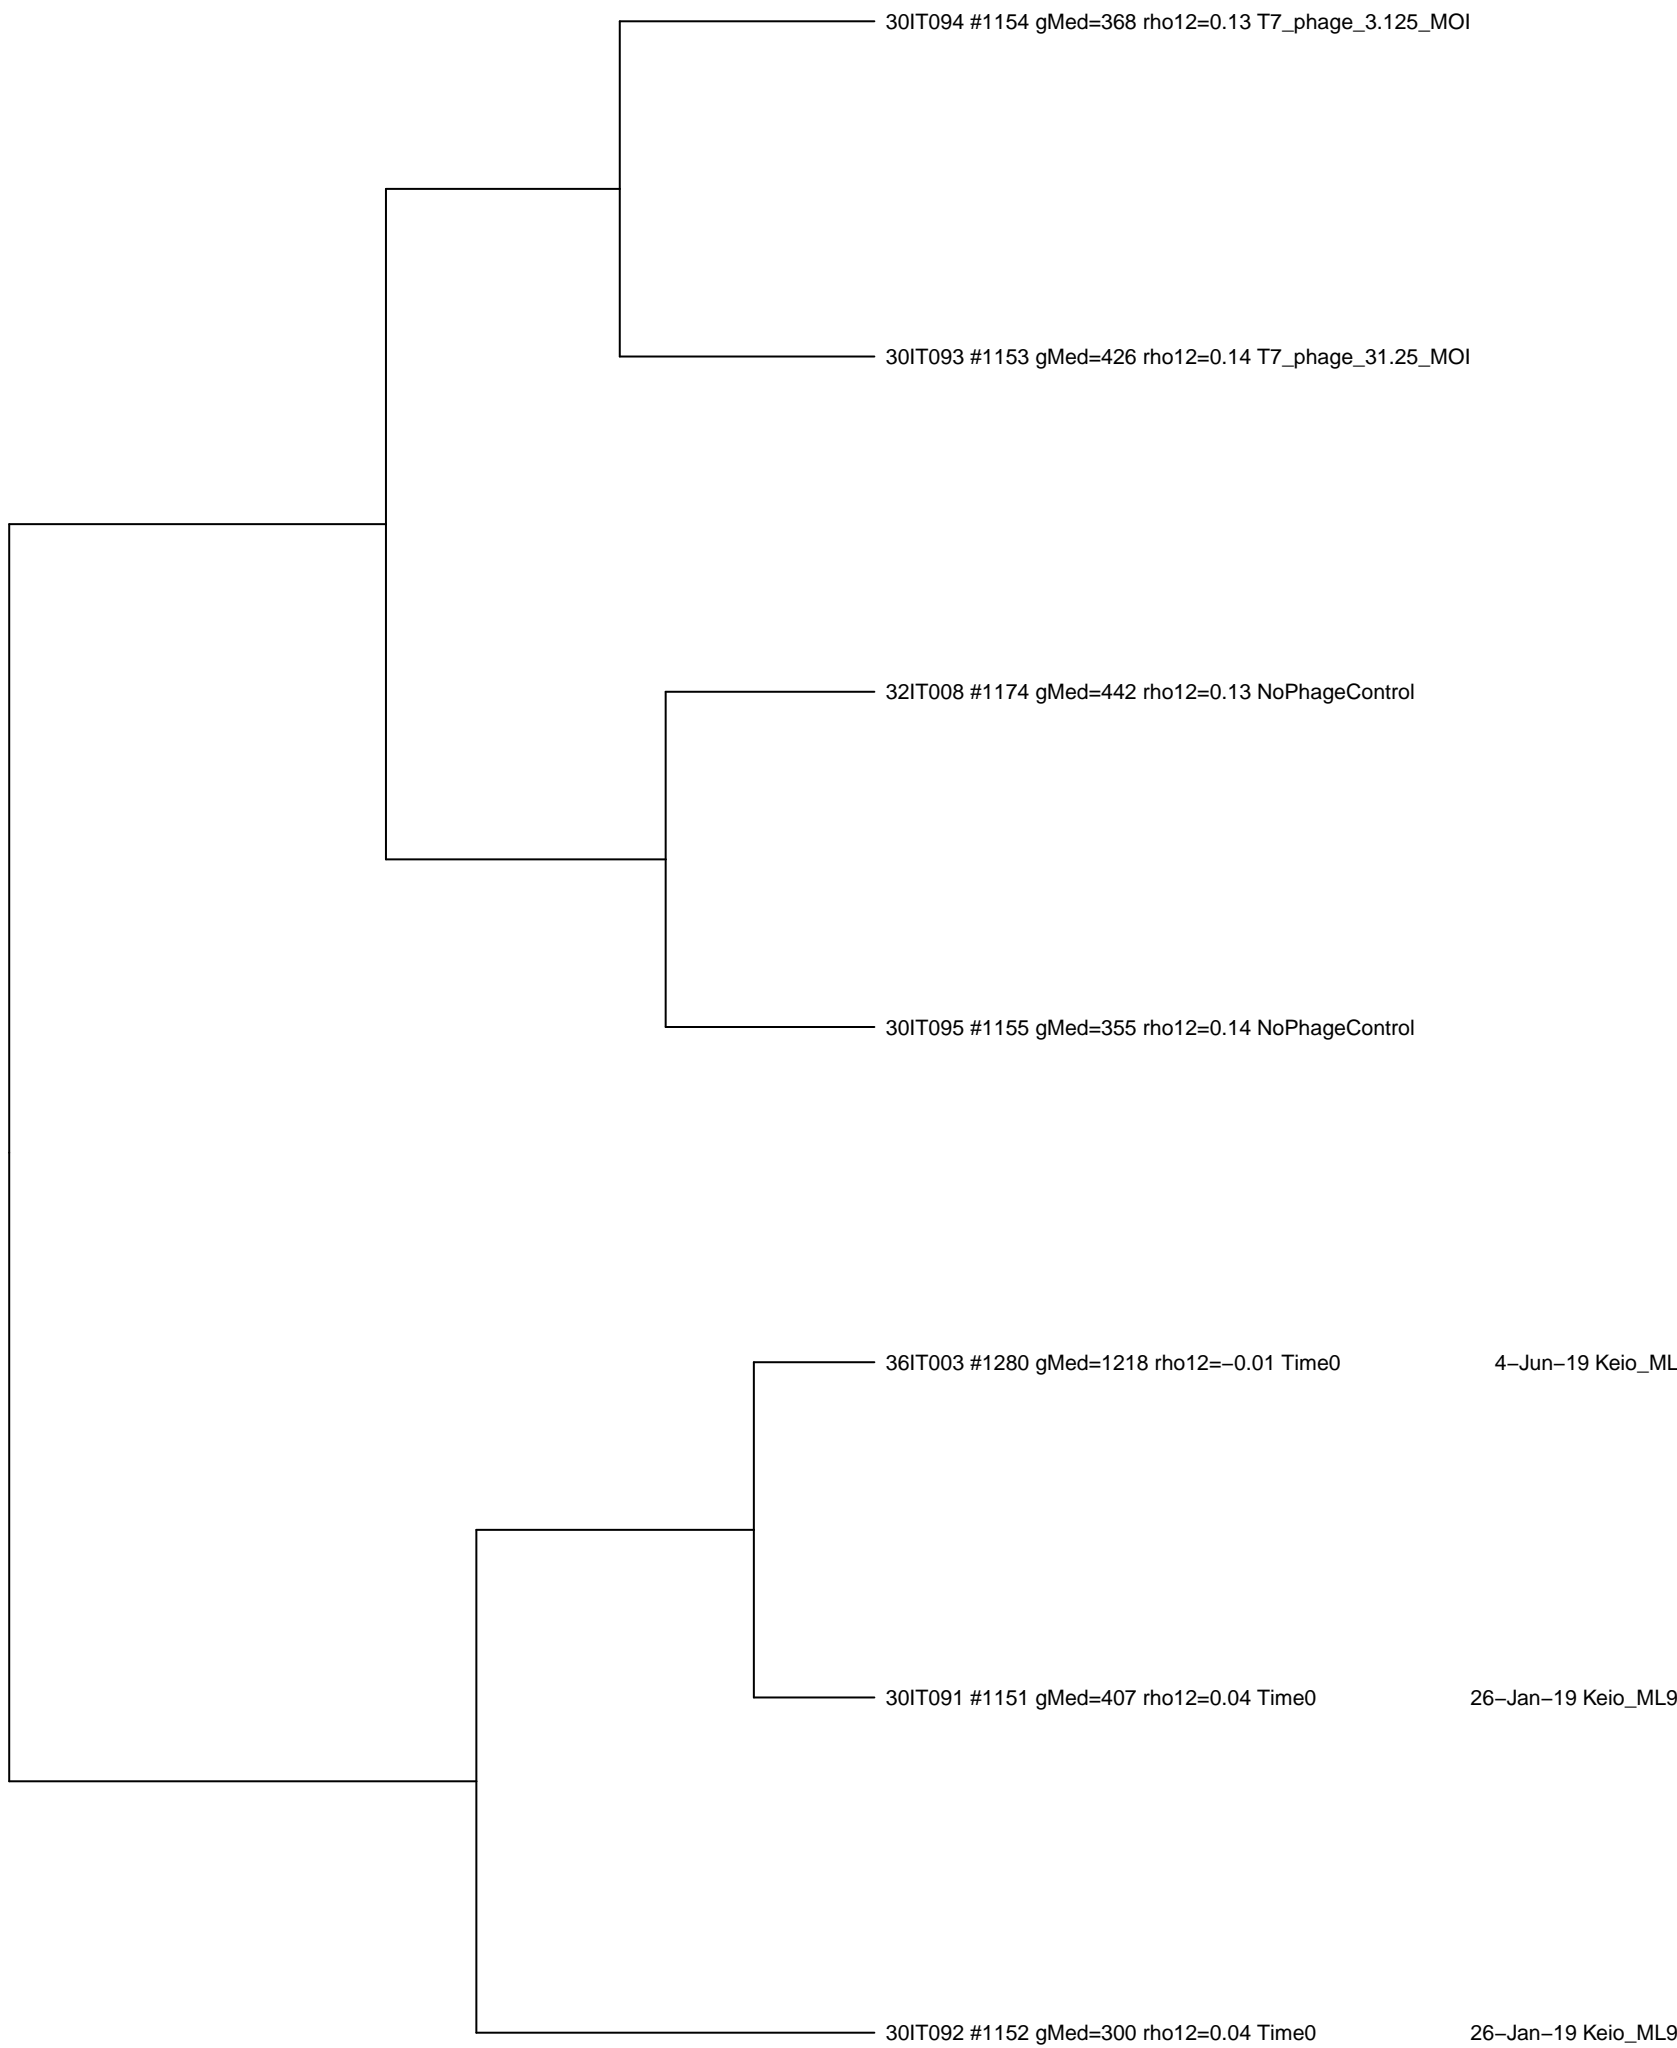 30IT094 #1154 gMed=368 rho12=0.13 T7_phage_3.125_MOI
30IT093 #1153 gMed=426 rho12=0.14 T7_phage_31.25_MOI
32IT008 #1174 gMed=442 rho12=0.13 NoPhageControl
30IT095 #1155 gMed=355 rho12=0.14 NoPhageControl
36IT003 #1280 gMed=1218 rho12=−0.01 Time0 4−Jun−19 Keio_ML
30IT091 #1151 gMed=407 rho12=0.04 Time0 26−Jan−19 Keio_ML9
30IT092 #1152 gMed=300 rho12=0.04 Time0 26−Jan−19 Keio_ML9